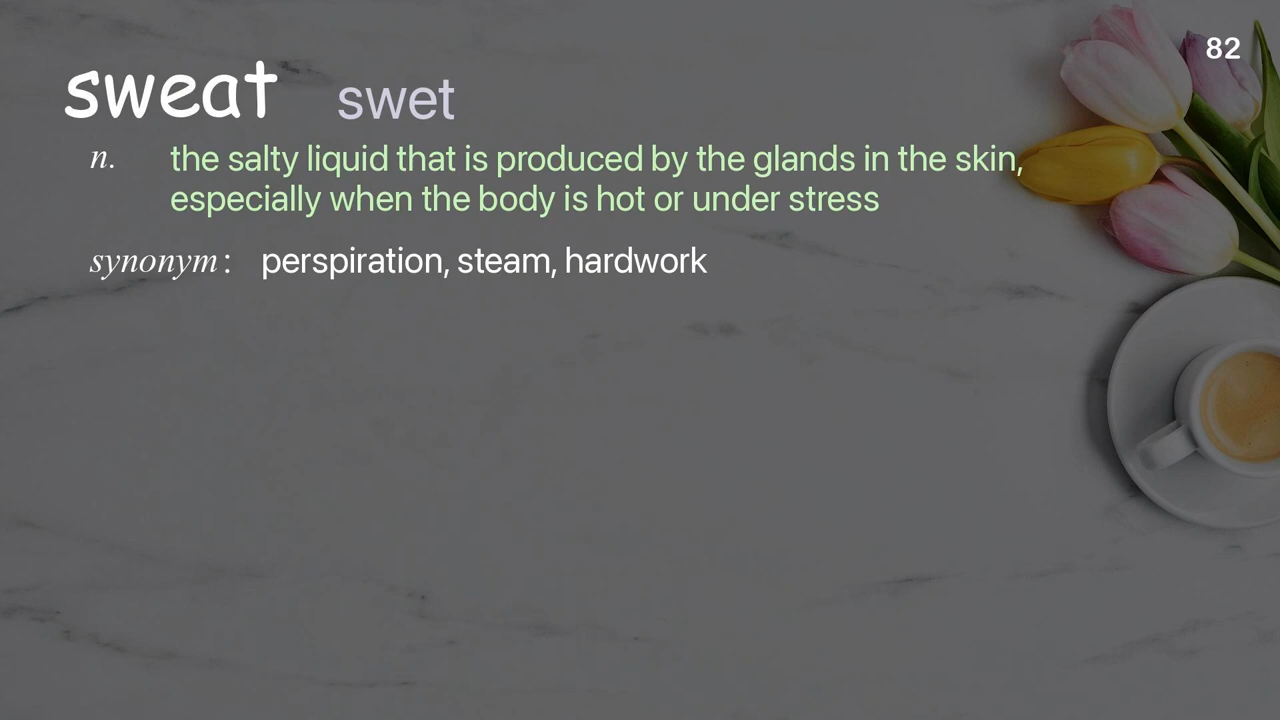 82
sweat swet
n. the salty liquid that is produced by the glands in the skin,
especially when the body is hot or under stress
synonym: perspiration, steam, hardwork